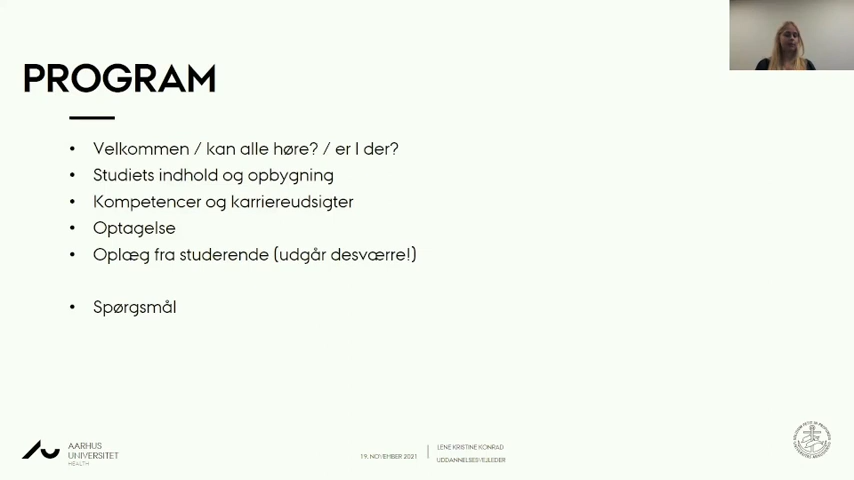 PROGRAM
• Velkommen / kan alle høre? / er I der?
• Studiets indhold og opbygning
• Kompetencer og karriereudsigter
• Optagelse
• Oplæg fra studerende (udgår desværre!)
• Spørgsmål
AARHUS
UNIVERSITET
HEALTH
19. NOVEMBER 2021
LENE KRISTINE KONRAD
UDDANNELSESVEJLEDER